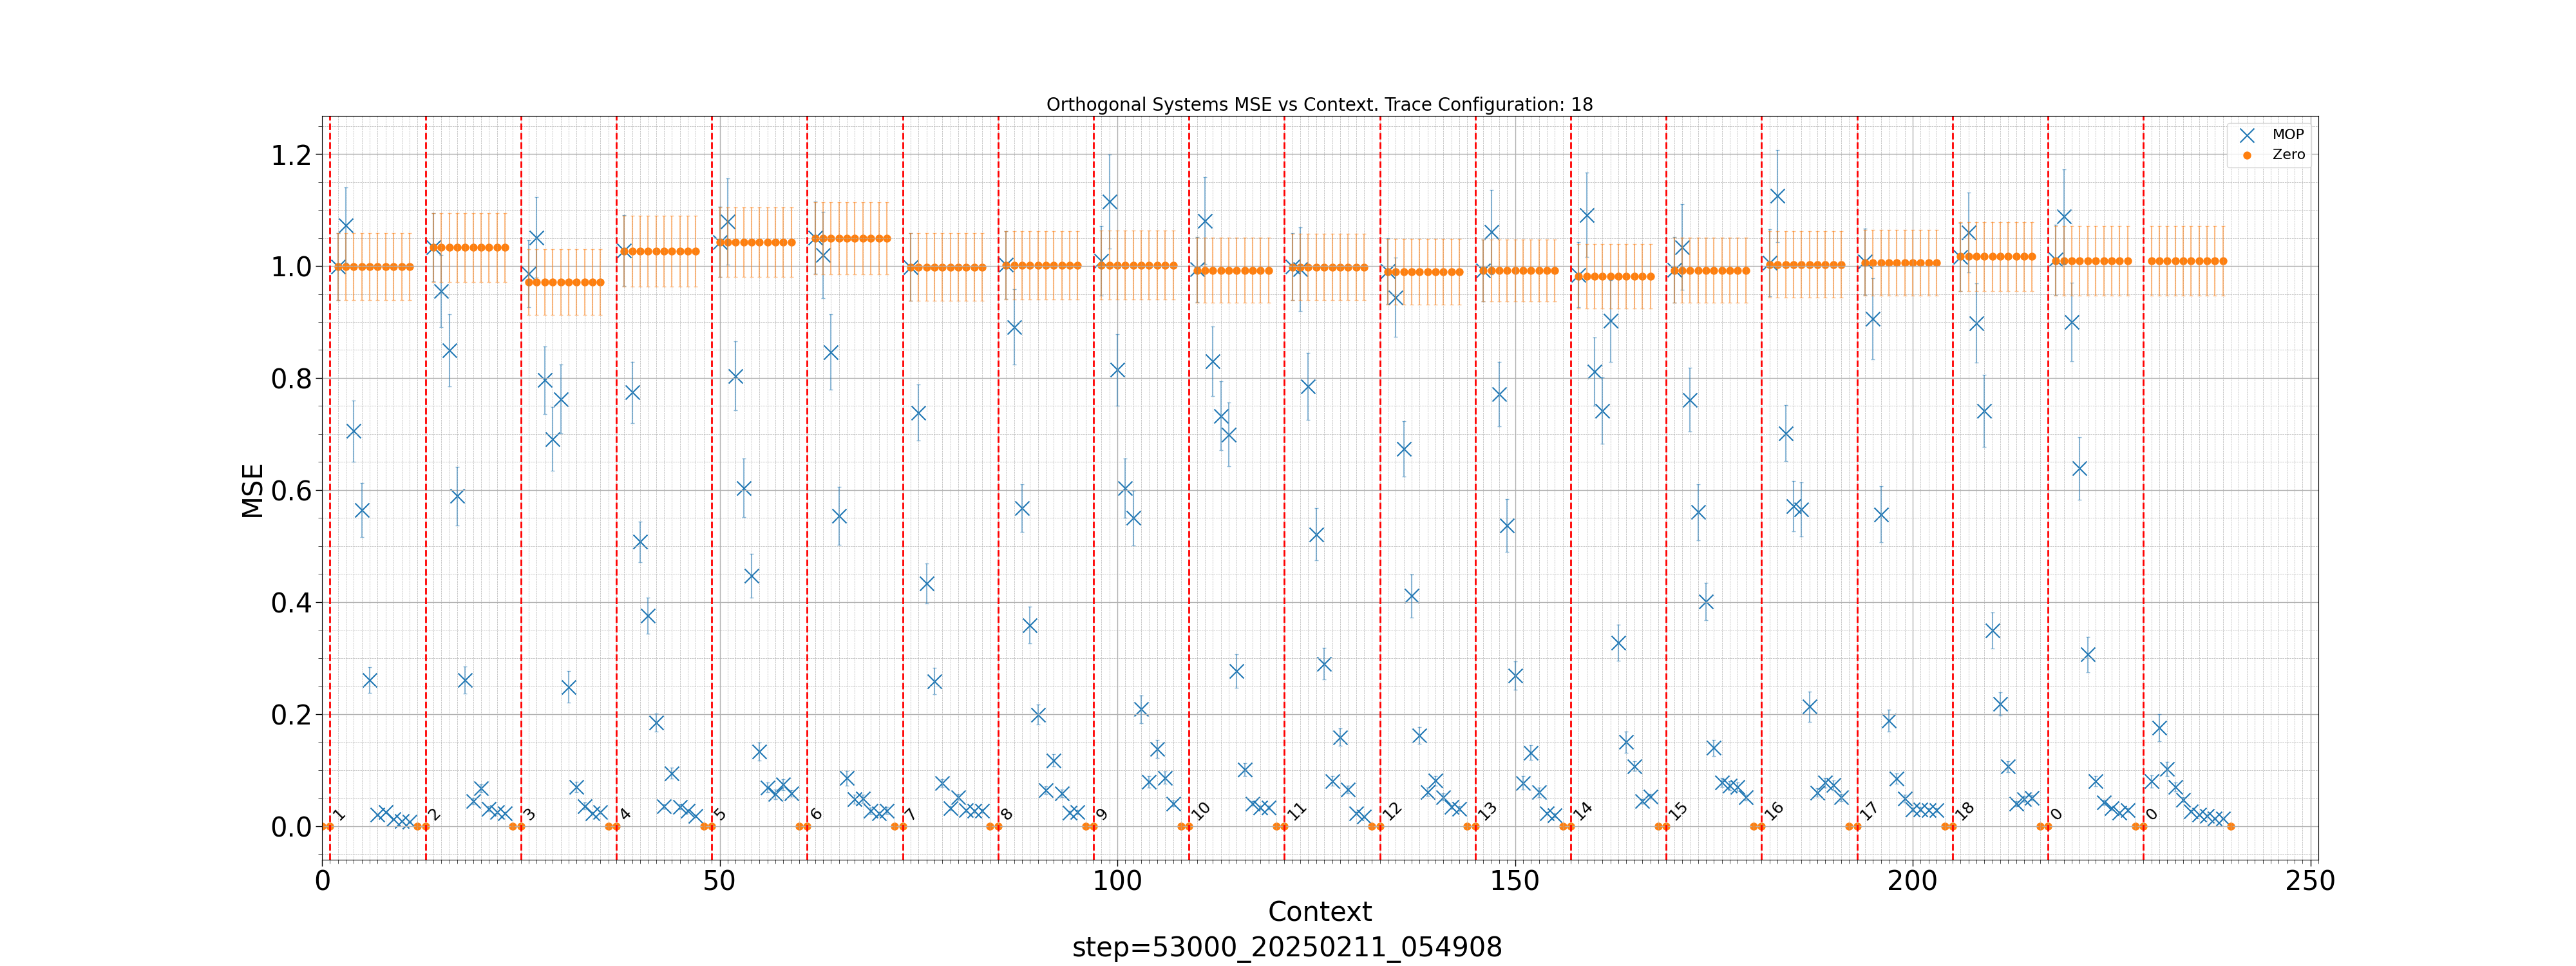 Orthogonal Systems MSE vs Context. Trace Configuration: 18
MOP
Zero
1.2
1.0
0.8
0.6
0.4
0.2
0.0
MSE
1 2 3 4 5 6 7 8 9 10 11 12 13 14 15 16 17 18 0 0
0 50 100 150 200 250
Context
step=53000_20250211_054908